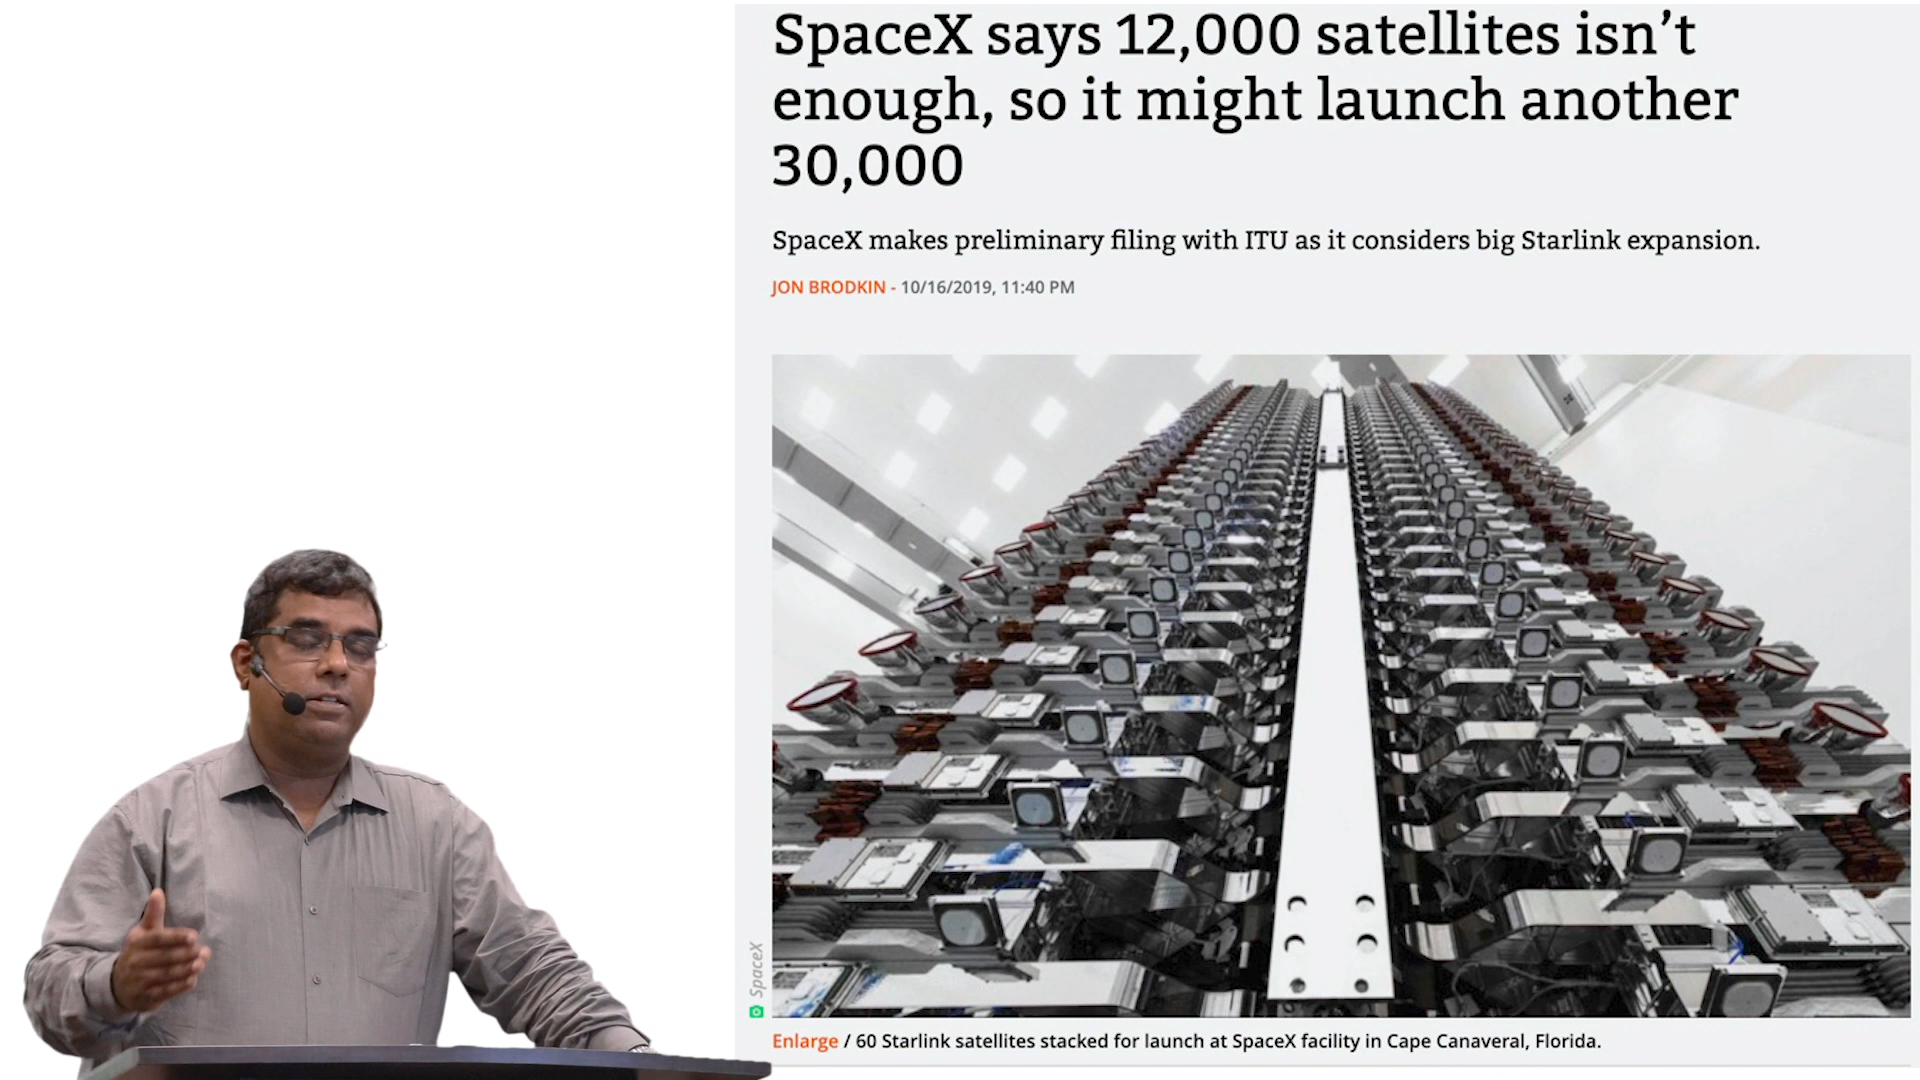 SpaceX says 12,000 satellites isn’t
enough, so it might launch another
30,000
SpaceX makes preliminary filing with ITU as it considers big Starlink expansion.
JON BRODKIN - 10/16/2019, 11:40 PM
SpaceX
Enlarge / 60 Starlink satellites stacked for launch at SpaceX facility in Cape Canaveral, Florida.